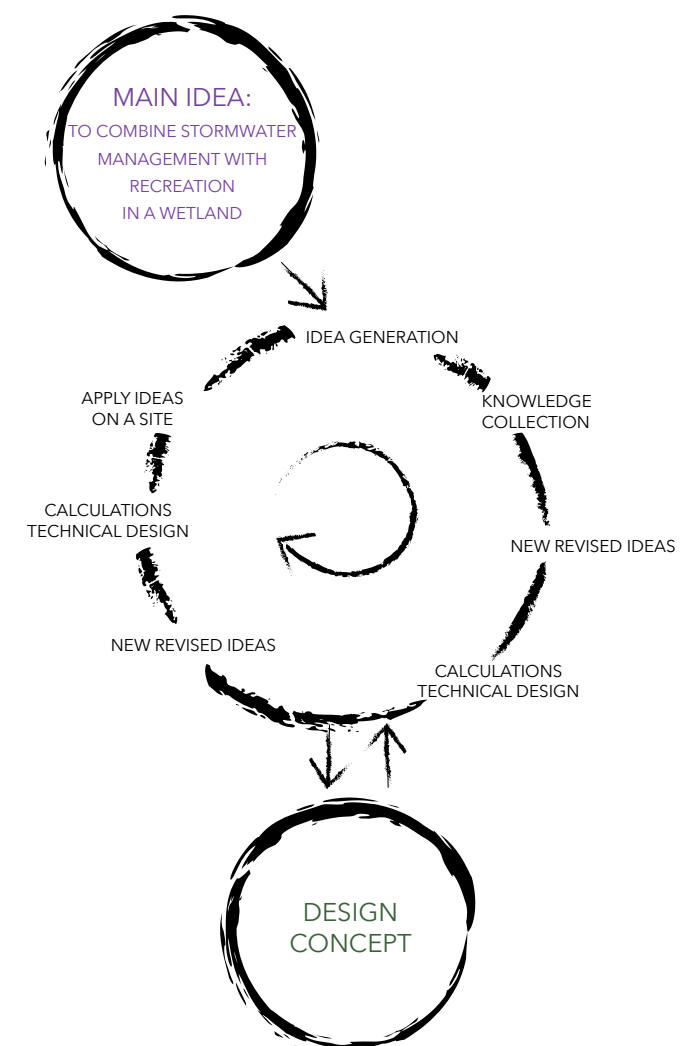 MAIN IDEA:
TO COMBINE STORMWATER
MANAGEMENT WITH
RECREATION
IN A WETLAND
IDEA GENERATION
KNOWLEDGE
COLLECTION
NEW REVISED IDEAS
CALCULATIONS
TECHNICAL DESIGN
NEW REVISED IDEAS
CALCULATIONS
TECHNICAL DESIGN
APPLY IDEAS
ON A SITE
DESIGN
CONCEPT